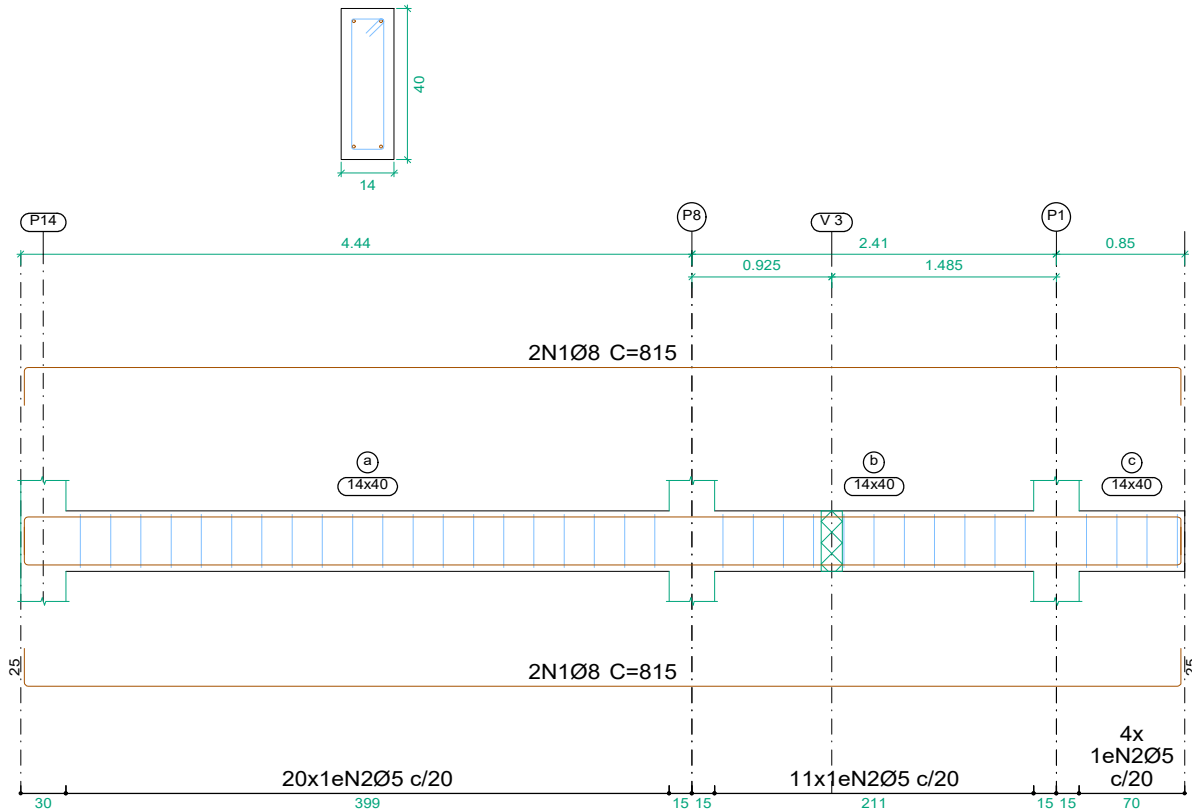 40
14
P14
P8
V 3
P1
4.44
2.41
0.85
0.925
1.485
2N1Ø8 C=815
a
14x40
b
14x40
c
14x40
25
2N1Ø8 C=815
25
20x1eN2Ø5 c/20
11x1eN2Ø5 c/20
4x
1eN2Ø5
c/20
30
399
15 15
211
15 15
70